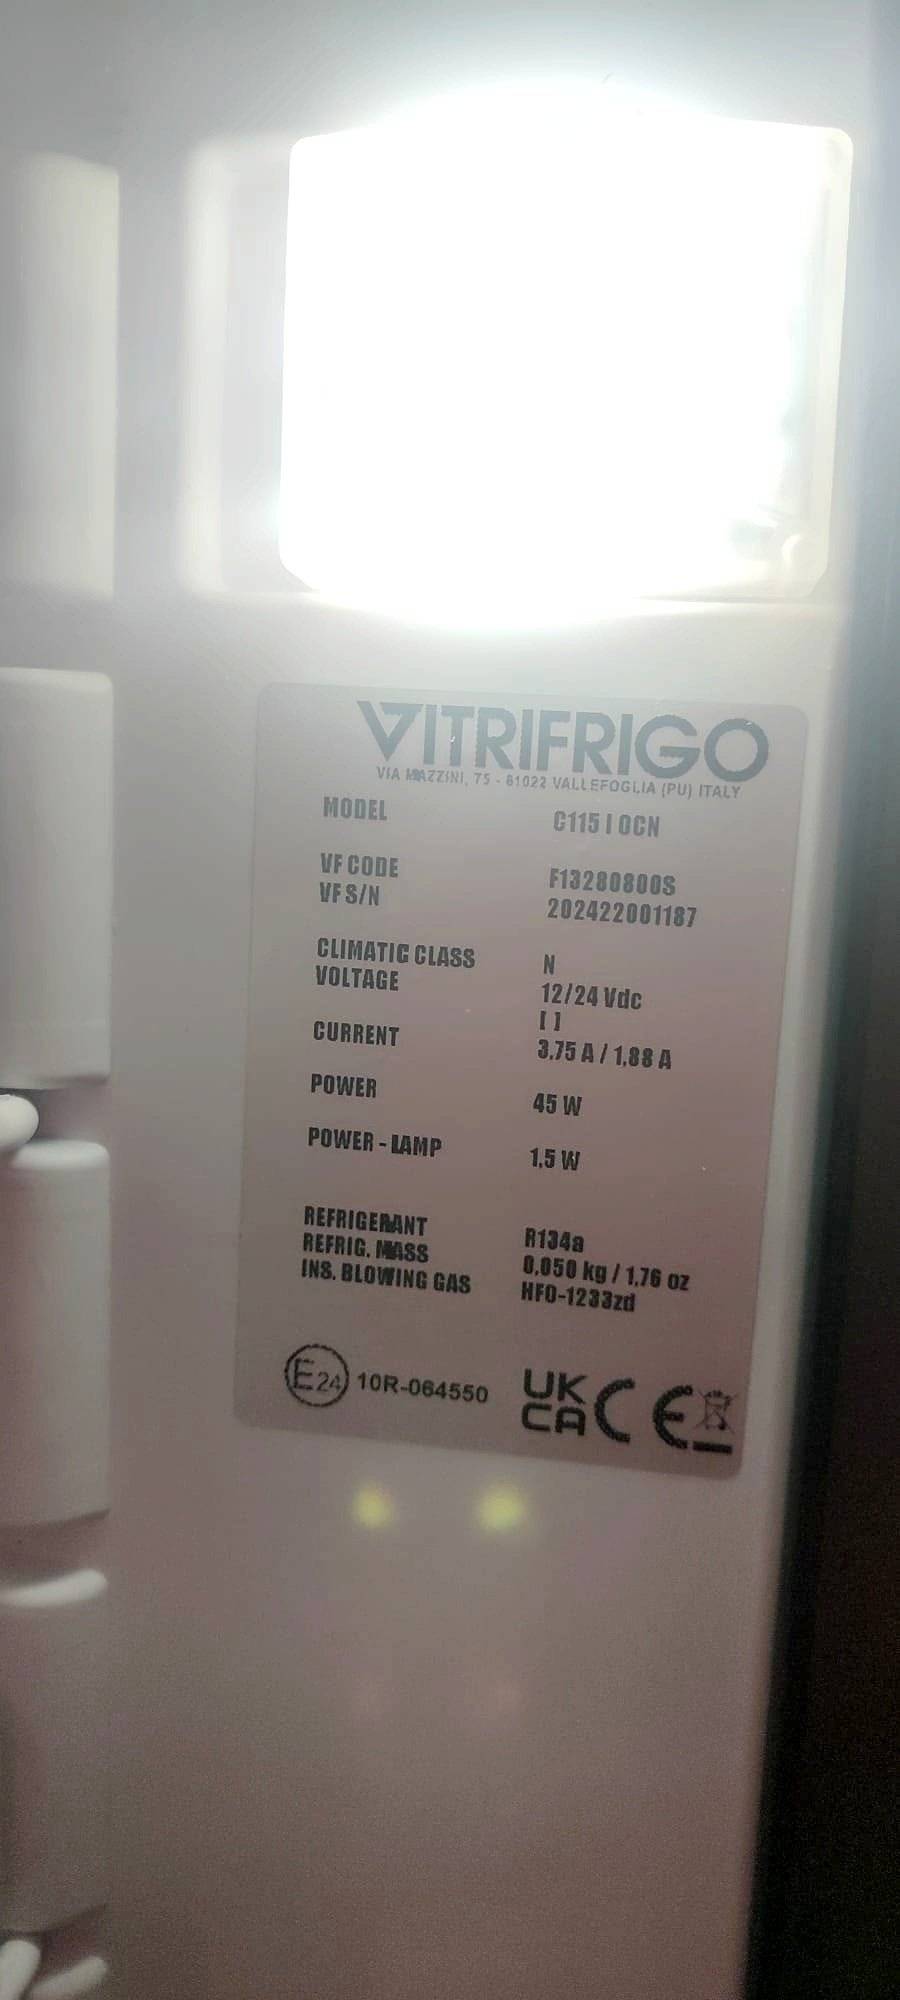 VITRIFRIGO
VIA MAZZINI, 75 - 61022 VALLEFOGLIA (PU) ITALY
MODEL C115 I OCN
VF CODE F13280800S
VF S/N 202422001187
CLIMATIC CLASS N
VOLTAGE 12/24 Vdc
[ ]
CURRENT 3,75 A / 1,88 A
POWER 45 W
POWER - LAMP 1,5 W
REFRIGERANT R134a
REFRIG. MASS 0,050 kg / 1,76 oz
INS. BLOWING GAS HFO-1233zd
E24 10R-064550 UK CA CE